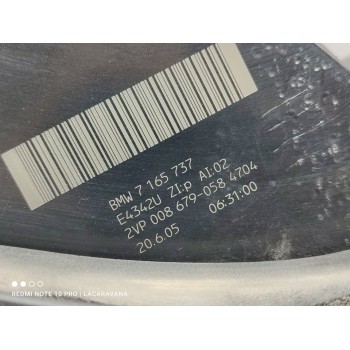 BMW 7 165 737
E4342U ZI:p AI:02
2VP 008 679-058 4704
20.6.05 06:31:00
REDMI NOTE 10 PRO | LACARAVANA